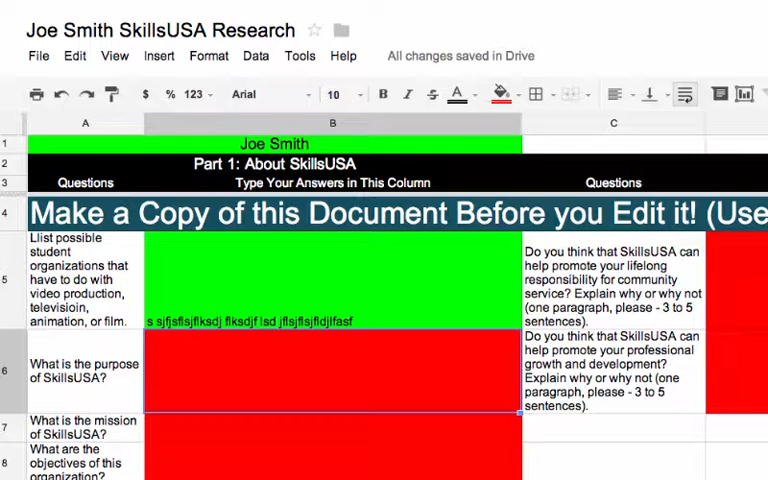 Joe Smith SkillsUSA Research
File Edit View Insert Format Data Tools Help All changes saved in Drive
$ % 123 Arial 10 B I S A
A B C
1 Joe Smith
2 Part 1: About SkillsUSA
3 Questions Type Your Answers in This Column Questions
4 Make a Copy of this Document Before you Edit it! (Use
LIist possible
student
organizations that
have to do with
video production,
televisioin,
animation, or film.
5
s sjfjsflsjflksdj flksdjf lsd jflsjflsjfldjlfasf
Do you think that SkillsUSA can
help promote your lifelong
responsibility for community
service? Explain why or why not
(one paragraph, please - 3 to 5
sentences).
6
What is the purpose
of SkillsUSA?
Do you think that SkillsUSA can
help promote your professional
growth and development?
Explain why or why not (one
paragraph, please - 3 to 5
sentences).
7
What is the mission
of SkillsUSA?
8
What are the
objectives of this
organization?